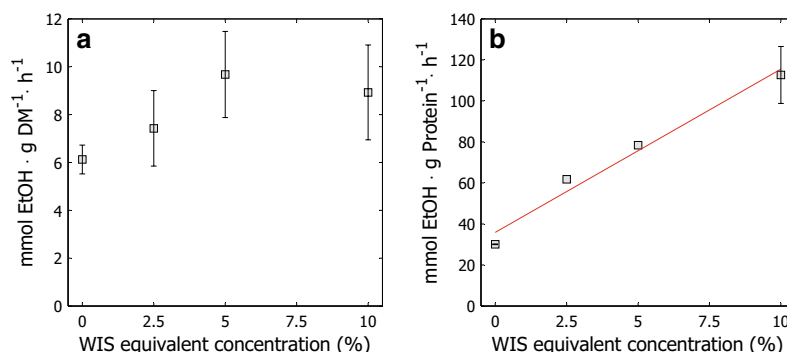 a
mmol EtOH · g DM⁻¹· h⁻¹
12
10
8
6
4
2
0
0 2.5 5 7.5 10
WIS equivalent concentration (%)
b
mmol EtOH · g Protein⁻¹· h⁻¹
140
120
100
80
60
40
20
0
0 2.5 5 7.5 10
WIS equivalent concentration (%)